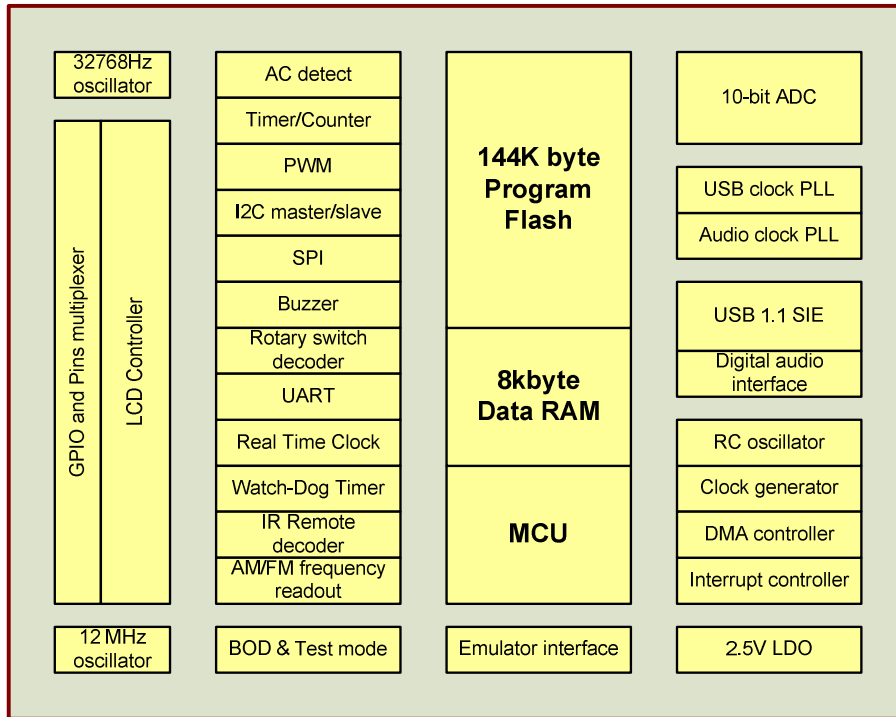 32768Hz
oscillator
GPIO and Pins multiplexer
LCD Controller
12 MHz
oscillator
AC detect
Timer/Counter
PWM
I2C master/slave
SPI
Buzzer
Rotary switch
decoder
UART
Real Time Clock
Watch-Dog Timer
IR Remote
decoder
AM/FM frequency
readout
BOD & Test mode
144K byte
Program
Flash
8kbyte
Data RAM
MCU
Emulator interface
10-bit ADC
USB clock PLL
Audio clock PLL
USB 1.1 SIE
Digital audio
interface
RC oscillator
Clock generator
DMA controller
Interrupt controller
2.5V LDO